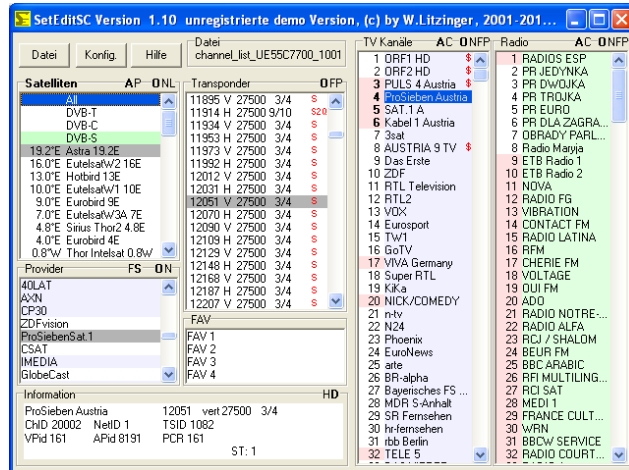 SetEditSC Version 1.10 unregistrierte demo Version, (c) by W.Litzinger, 2001-201...
Datei
Konfig.
Hilfe
Datei
channel_list_UE55C7700_1001
Satelliten AP ONL
All
DVB-T
DVB-C
DVB-S
19.2°E Astra 19.2E
16.0°E EutelsatW2 16E
13.0°E Hotbird 13E
10.0°E EutelsatW1 10E
9.0°E Eurobird 9E
7.0°E EutelsatW3A 7E
4.8°E Sirius Thor2 4.8E
4.0°E Eurobird 4E
0.8°W Thor Intelsat 0.8W
Provider FS ON
40LAT
AXN
CP30
ZDFvision
ProSiebenSat.1
CSAT
IMEDIA
GlobeCast
Transponder OFP
11895 V 27500 3/4 S
11914 H 27500 9/10 S20
11934 V 27500 3/4 S
11953 H 27500 3/4 S
11973 V 27500 3/4 S
11992 H 27500 3/4 S
12012 V 27500 3/4 S
12031 H 27500 3/4 S
12051 V 27500 3/4 S
12070 H 27500 3/4 S
12090 V 27500 3/4 S
12109 H 27500 3/4 S
12129 V 27500 3/4 S
12148 H 27500 3/4 S
12168 V 27500 3/4 S
12187 H 27500 3/4 S
12207 V 27500 3/4 S
FAV
FAV 1
FAV 2
FAV 3
FAV 4
Information HD
ProSieben Austria 12051 vert 27500 3/4
ChID 20002 NetID 1 TSID 1082
VPid 161 APid 8191 PCR 161
ST: 1
TV Kanäle AC ONFP
1 ORF1 HD $
2 ORF2 HD $
3 PULS 4 Austria $
4 ProSieben Austria
5 SAT.1 A
6 Kabel 1 Austria
7 3sat
8 AUSTRIA 9 TV $
9 Das Erste
10 ZDF
11 RTL Television
12 RTL2
13 VOX
14 Eurosport
15 TW1
16 GoTV
17 VIVA Germany
18 Super RTL
19 KiKa
20 NICK/COMEDY
21 n-tv
22 N24
23 Phoenix
24 EuroNews
25 arte
26 BR-alpha
27 Bayerisches FS ...
28 MDR S-Anhalt
29 SR Fernsehen
30 hr-fernsehen
31 rbb Berlin
32 TELE 5
Radio AC ONFP
1 RADIOS ESP
2 PR JEDYNKA
3 PR DWOJKA
4 PR TROJKA
5 PR EURO
6 PR DLA ZAGRA...
7 OBRADY PARL...
8 Radio Maryja
9 ETB Radio 1
10 ETB Radio 2
11 NOVA
12 RADIO FG
13 VIBRATION
14 CONTACT FM
15 RADIO LATINA
16 RFM
17 CHERIE FM
18 VOLTAGE
19 OUI FM
20 ADO
21 RADIO NOTRE-...
22 RADIO ALFA
23 RCJ / SHALOM
24 BEUR FM
25 BBC ARABIC
26 RFI MULTILING...
27 RCI SAT
28 MEDI 1
29 FRANCE CULT...
30 WRN
31 BBCW SERVICE
32 RADIO COURT...